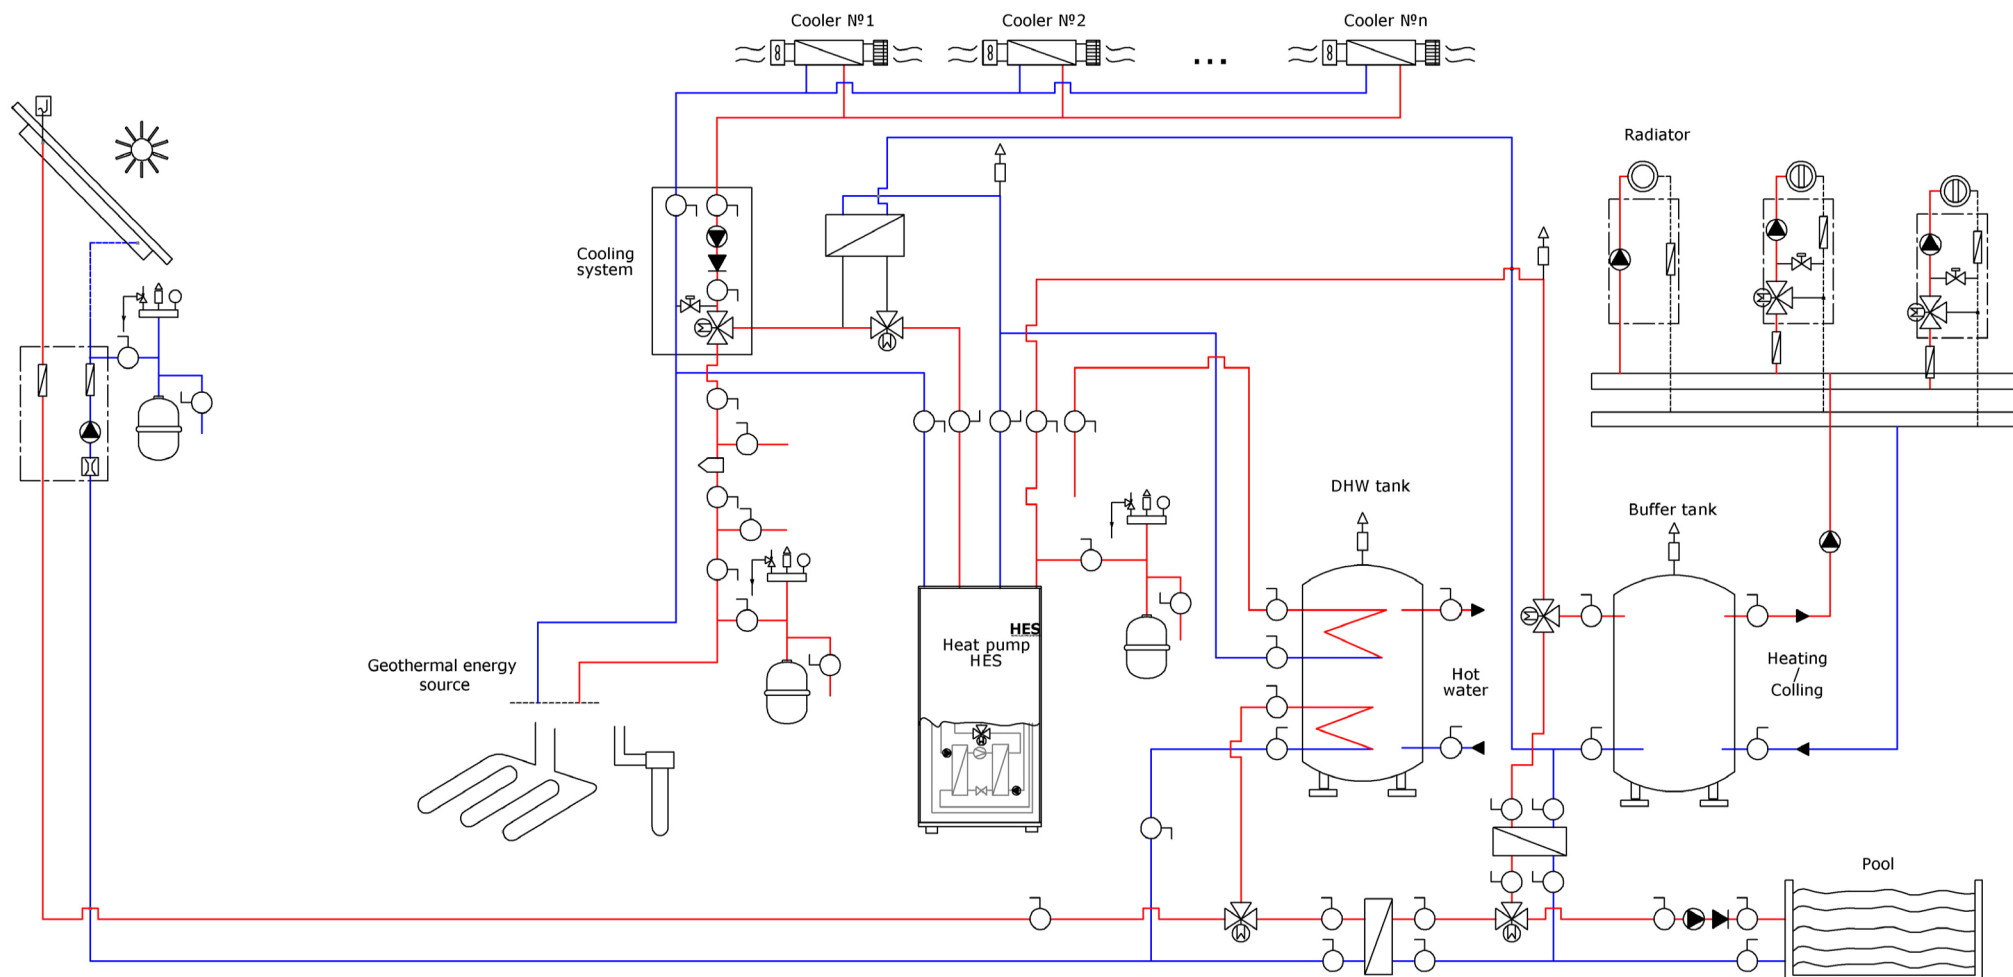 Cooler №1
Cooler №2
...
Cooler №n
Radiator
Cooling
system
DHW tank
Buffer tank
HES
Heat pump
HES
Geothermal energy
source
Hot
water
Heating
/
Colling
Pool